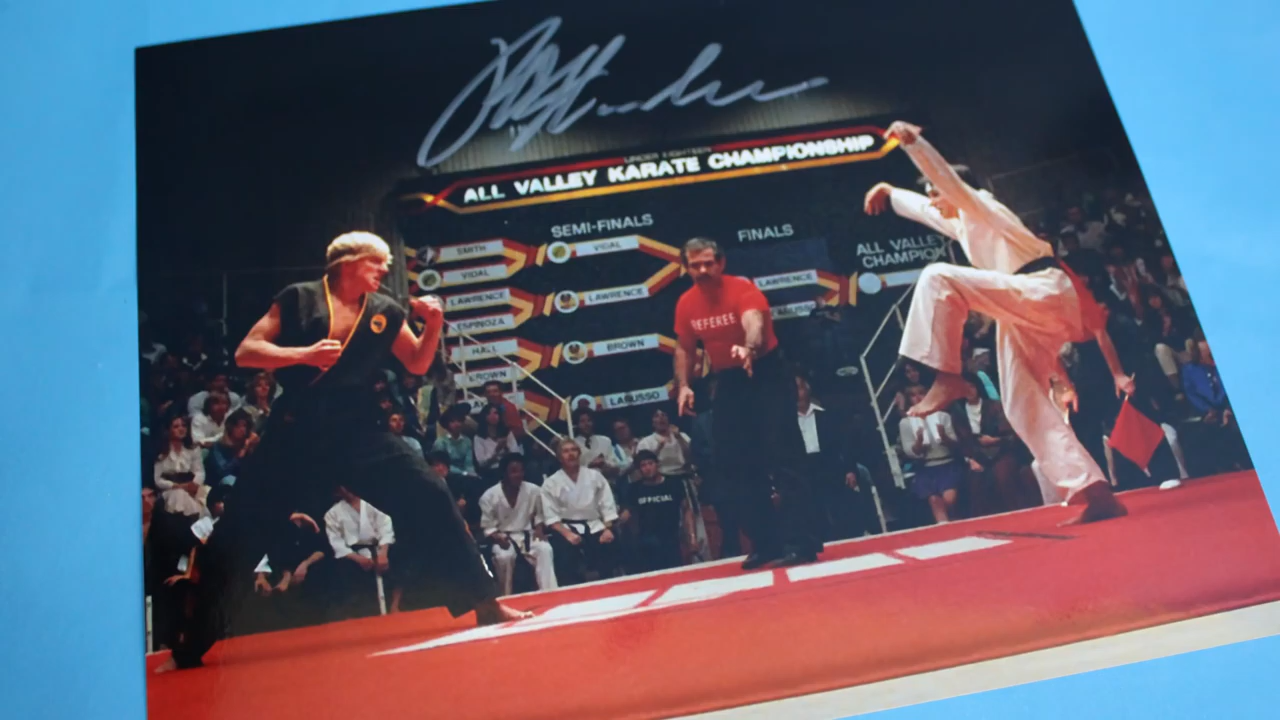 UNDER EIGHTEEN
ALL VALLEY KARATE CHAMPIONSHIP
SEMI-FINALS
FINALS
ALL VALLEY
CHAMPION
SMITH
VIDAL
LAWRENCE
ESPINOZA
HALL
BROWN
VIDAL
LAWRENCE
BROWN
LARUSSO
LAWRENCE
LARUSSO
REFEREE
OFFICIAL